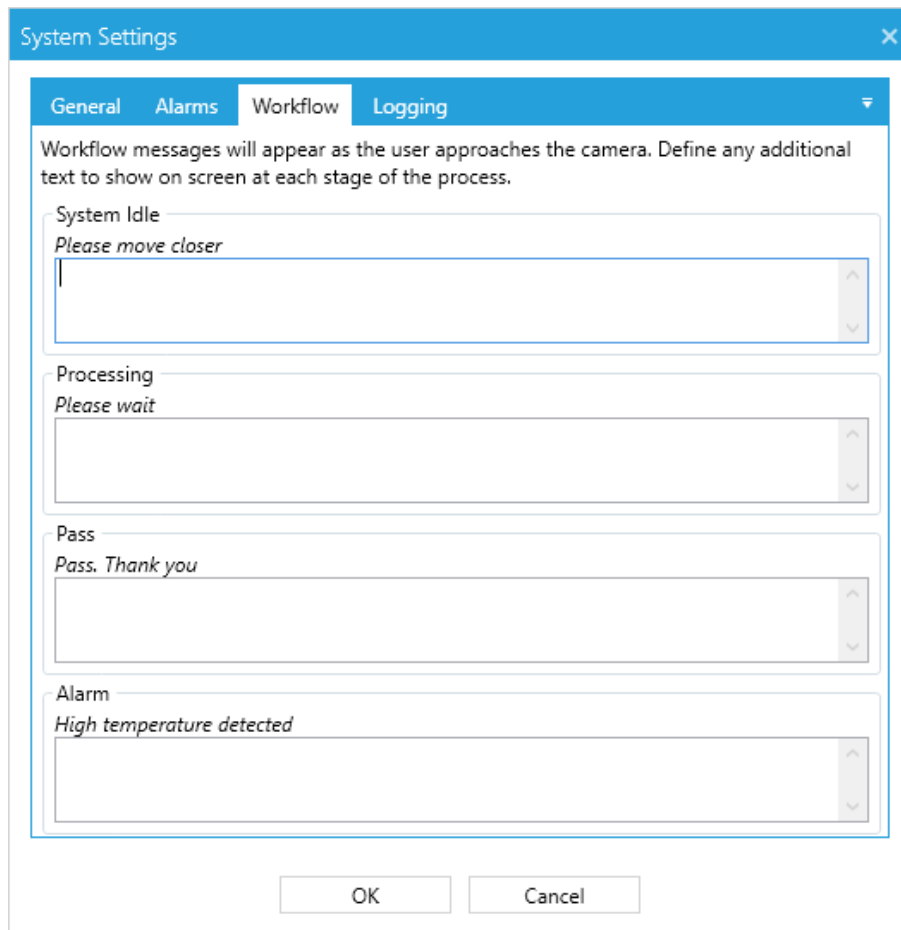 System Settings
General Alarms Workflow Logging
Workflow messages will appear as the user approaches the camera. Define any additional
text to show on screen at each stage of the process.
System Idle
Please move closer
Processing
Please wait
Pass
Pass. Thank you
Alarm
High temperature detected
OK Cancel